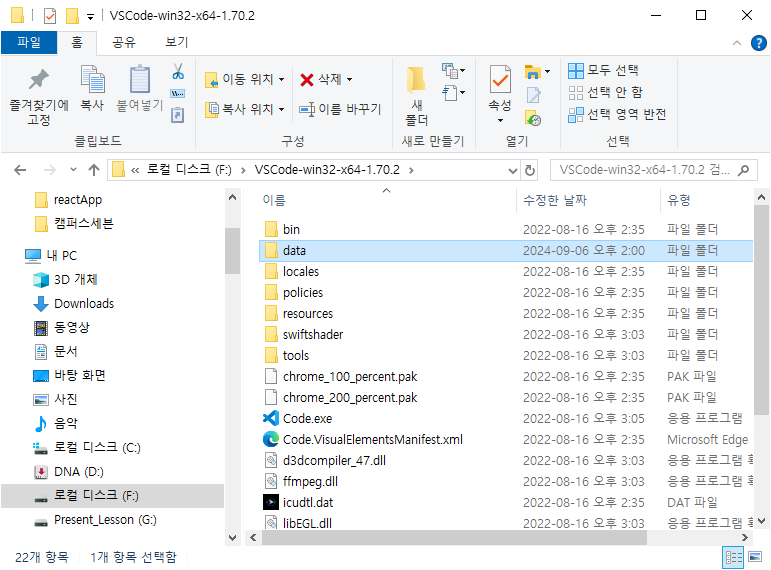 VSCode-win32-x64-1.70.2
파일 홈 공유 보기
즐겨찾기에 고정
복사
붙여넣기
클립보드
이동 위치
복사 위치
삭제
이름 바꾸기
구성
새 폴더
새로 만들기
속성
열기
모두 선택
선택 안 함
선택 영역 반전
선택
« 로컬 디스크 (F:) > VSCode-win32-x64-1.70.2 >
VSCode-win32-x64-1.70.2 검...
reactApp
캠퍼스세븐
내 PC
3D 개체
Downloads
동영상
문서
바탕 화면
사진
음악
로컬 디스크 (C:)
DNA (D:)
로컬 디스크 (F:)
Present_Lesson (G:)
이름 수정한 날짜 유형
bin 2022-08-16 오후 2:35 파일 폴더
data 2024-09-06 오후 2:00 파일 폴더
locales 2022-08-16 오후 2:35 파일 폴더
policies 2022-08-16 오후 2:35 파일 폴더
resources 2022-08-16 오후 2:35 파일 폴더
swiftshader 2022-08-16 오후 3:03 파일 폴더
tools 2022-08-16 오후 3:03 파일 폴더
chrome_100_percent.pak 2022-08-16 오후 2:35 PAK 파일
chrome_200_percent.pak 2022-08-16 오후 2:35 PAK 파일
Code.exe 2022-08-16 오후 3:05 응용 프로그램
Code.VisualElementsManifest.xml 2022-08-16 오후 2:35 Microsoft Edge
d3dcompiler_47.dll 2022-08-16 오후 3:03 응용 프로그램
ffmpeg.dll 2022-08-16 오후 3:03 응용 프로그램
icudtl.dat 2022-08-16 오후 2:35 DAT 파일
libEGL.dll 2022-08-16 오후 3:03 응용 프로그램
22개 항목 1개 항목 선택함